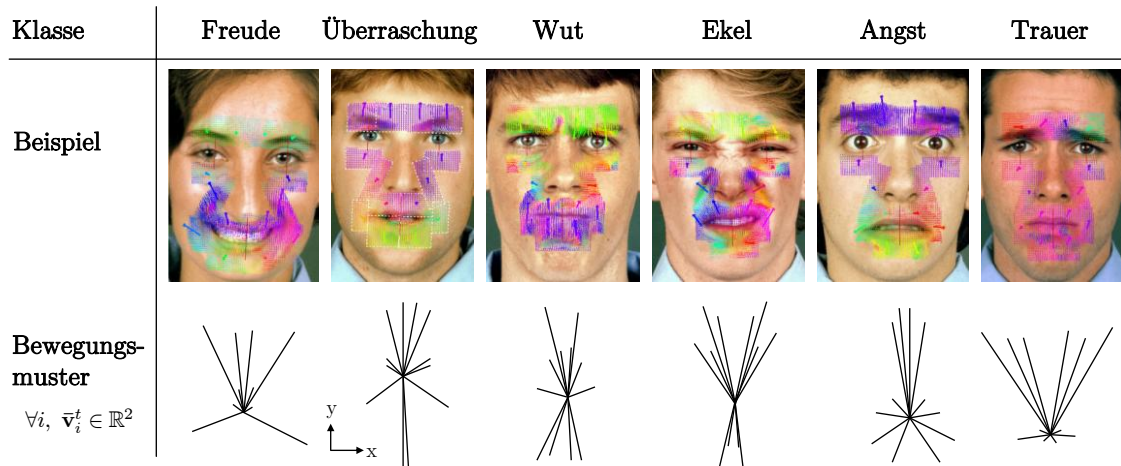 Klasse Freude Überraschung Wut Ekel Angst Trauer
Beispiel
Bewegungs-
muster
∀i, v̄ᵢᵗ ∈ ℝ²
y
x